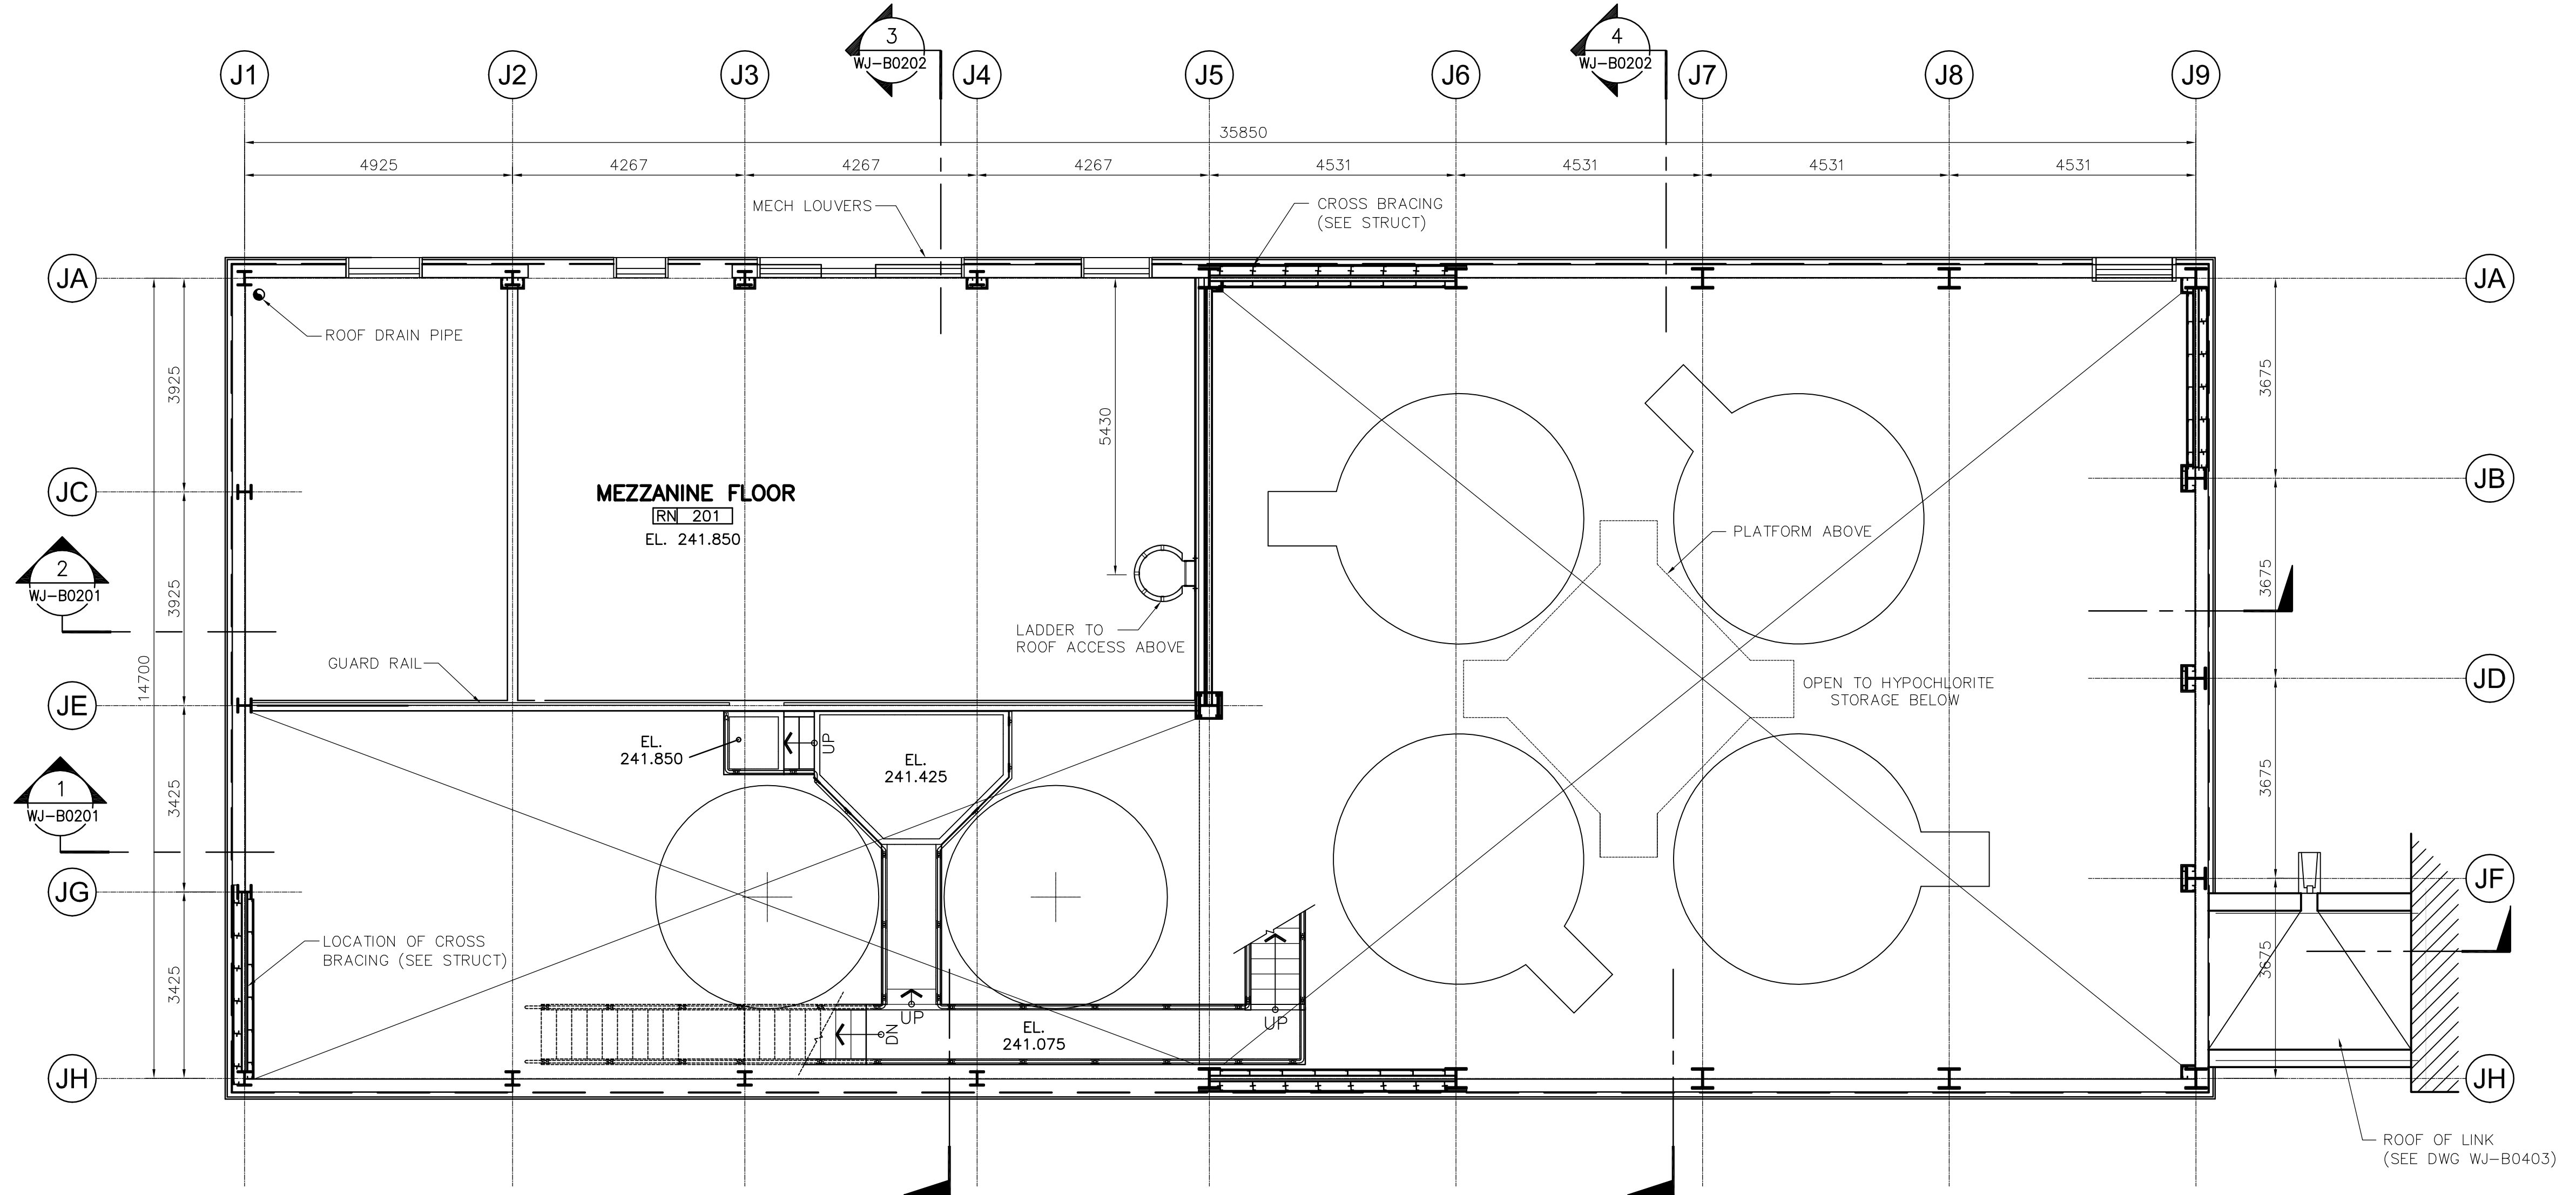 3
WJ-B0202
4
WJ-B0202
J1
J2
J3
J4
J5
J6
J7
J8
J9
35850
4925
4267
4267
4267
4531
4531
4531
4531
MECH LOUVERS
CROSS BRACING
(SEE STRUCT)
JA
JA
ROOF DRAIN PIPE
3925
5430
3675
JC
MEZZANINE FLOOR
RN 201
EL. 241.850
JB
PLATFORM ABOVE
2
WJ-B0201
3925
3675
LADDER TO
ROOF ACCESS ABOVE
14700
GUARD RAIL
JE
OPEN TO HYPOCHLORITE
STORAGE BELOW
JD
EL.
241.850
UP
EL.
241.425
1
WJ-B0201
3425
3675
JG
JF
LOCATION OF CROSS
BRACING (SEE STRUCT)
3425
3675
UP
DN
EL.
241.075
UP
JH
JH
ROOF OF LINK
(SEE DWG WJ-B0403)